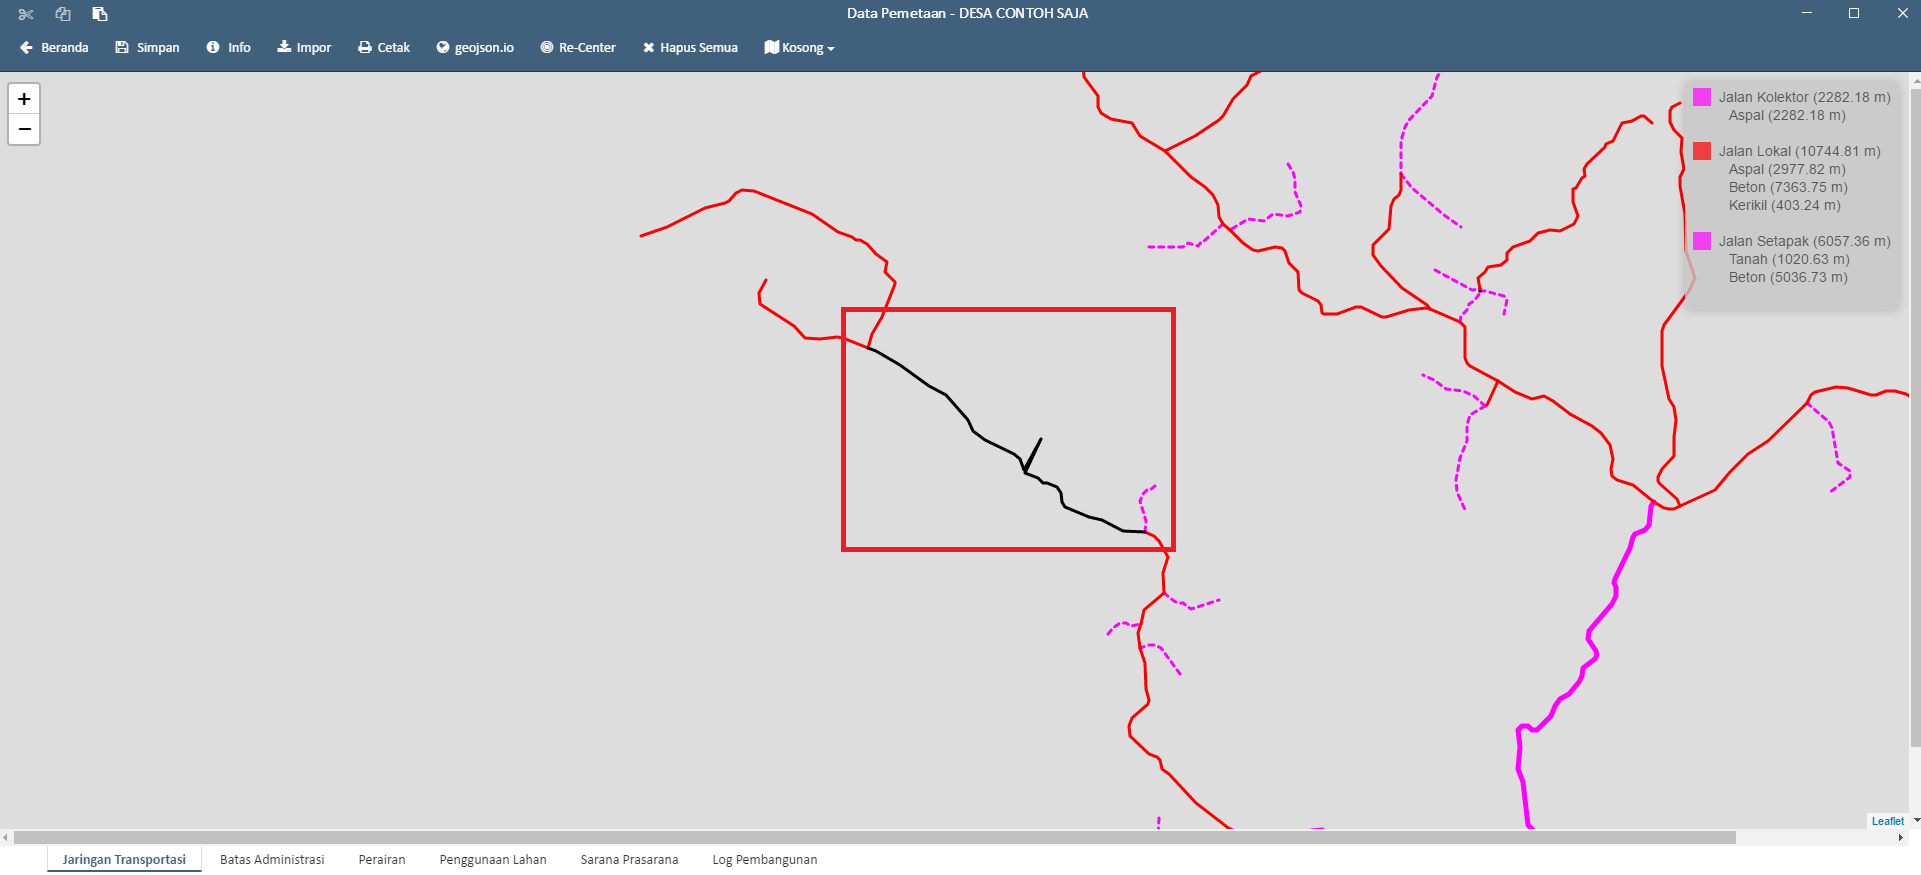 Data Pemetaan - DESA CONTOH SAJA
Beranda Simpan Info Impor Cetak geojson.io Re-Center Hapus Semua Kosong
+
−
Jalan Kolektor (2282.18 m)
Aspal (2282.18 m)
Jalan Lokal (10744.81 m)
Aspal (2977.82 m)
Beton (7363.75 m)
Kerikil (403.24 m)
Jalan Setapak (6057.36 m)
Tanah (1020.63 m)
Beton (5036.73 m)
Leaflet
Jaringan Transportasi Batas Administrasi Perairan Penggunaan Lahan Sarana Prasarana Log Pembangunan